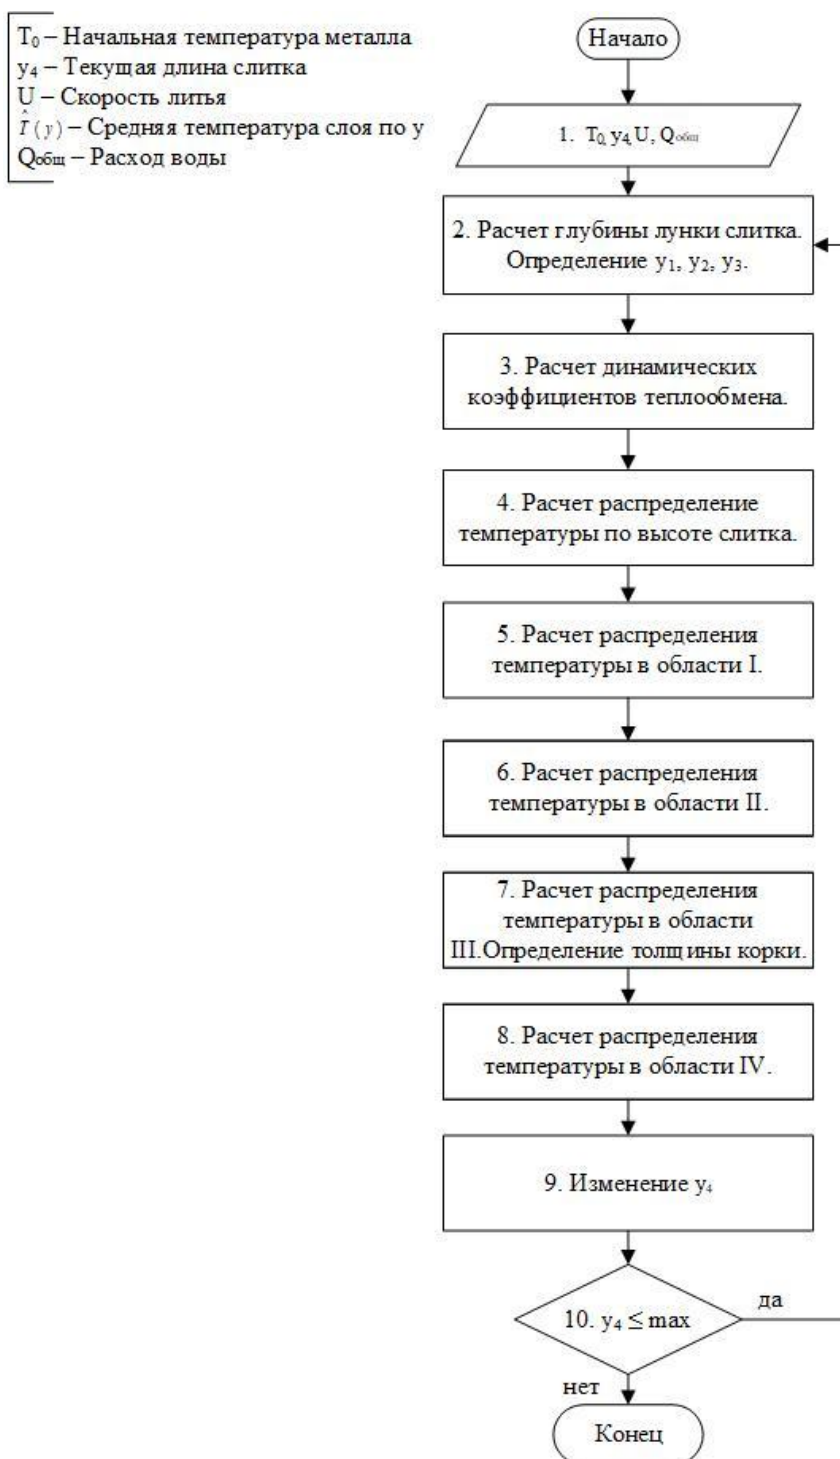 T₀ – Начальная температура металла
y₄ – Текущая длина слитка
U – Скорость литья
T̂(y) – Средняя температура слоя по y
Qобщ – Расход воды
Начало
1. T₀, y₄, U, Qобщ
2. Расчет глубины лунки слитка.
Определение y₁, y₂, y₃.
3. Расчет динамических
коэффициентов теплообмена.
4. Расчет распределение
температуры по высоте слитка.
5. Расчет распределения
температуры в области I.
6. Расчет распределения
температуры в области II.
7. Расчет распределения
температуры в области
III.Определение толщины корки.
8. Расчет распределения
температуры в области IV.
9. Изменение y₄
10. y₄ ≤ max
да
нет
Конец